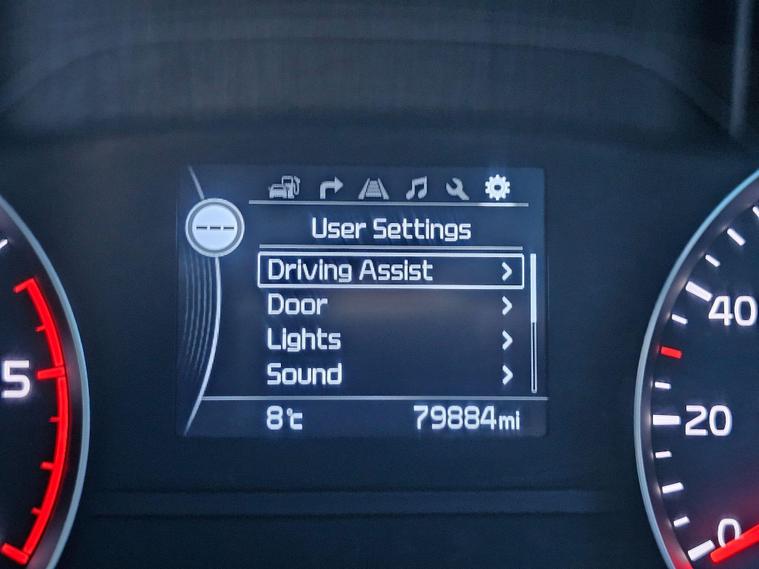 ---
User Settings
Driving Assist
Door
Lights
Sound
8℃ 79884mi
5
40
20
0